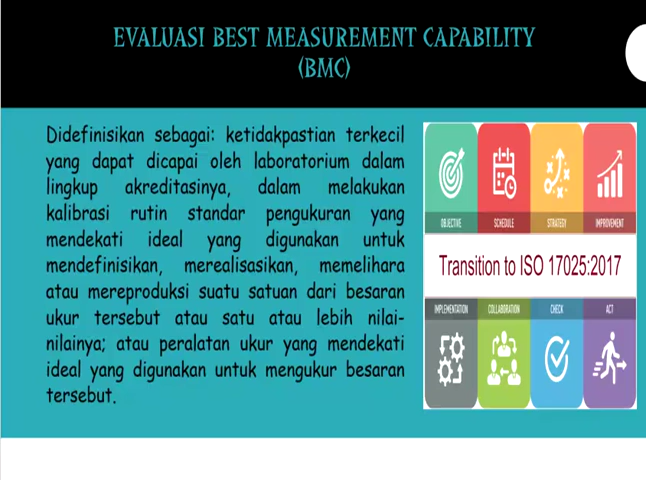 EVALUASI BEST MEASUREMENT CAPABILITY
(BMC)
Didefinisikan sebagai: ketidakpastian terkecil
yang dapat dicapai oleh laboratorium dalam
lingkup akreditasinya, dalam melakukan
kalibrasi rutin standar pengukuran yang
mendekati ideal yang digunakan untuk
mendefinisikan, merealisasikan, memelihara
atau mereproduksi suatu satuan dari besaran
ukur tersebut atau satu atau lebih nilai-
nilainya; atau peralatan ukur yang mendekati
ideal yang digunakan untuk mengukur besaran
tersebut.
OBJECTIVE SCHEDULE STRATEGY IMPROVEMENT
Transition to ISO 17025:2017
IMPLEMENTATION COLLABORATION CHECK ACT